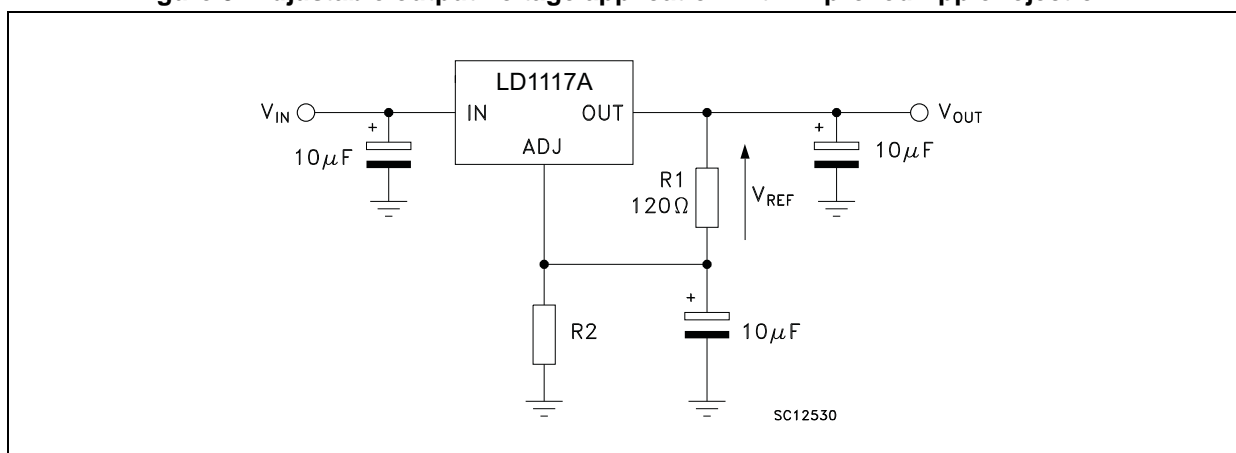 LD1117A
V_IN
IN
OUT
V_OUT
ADJ
+
10μF
R1
120Ω
V_REF
+
10μF
R2
+
10μF
SC12530